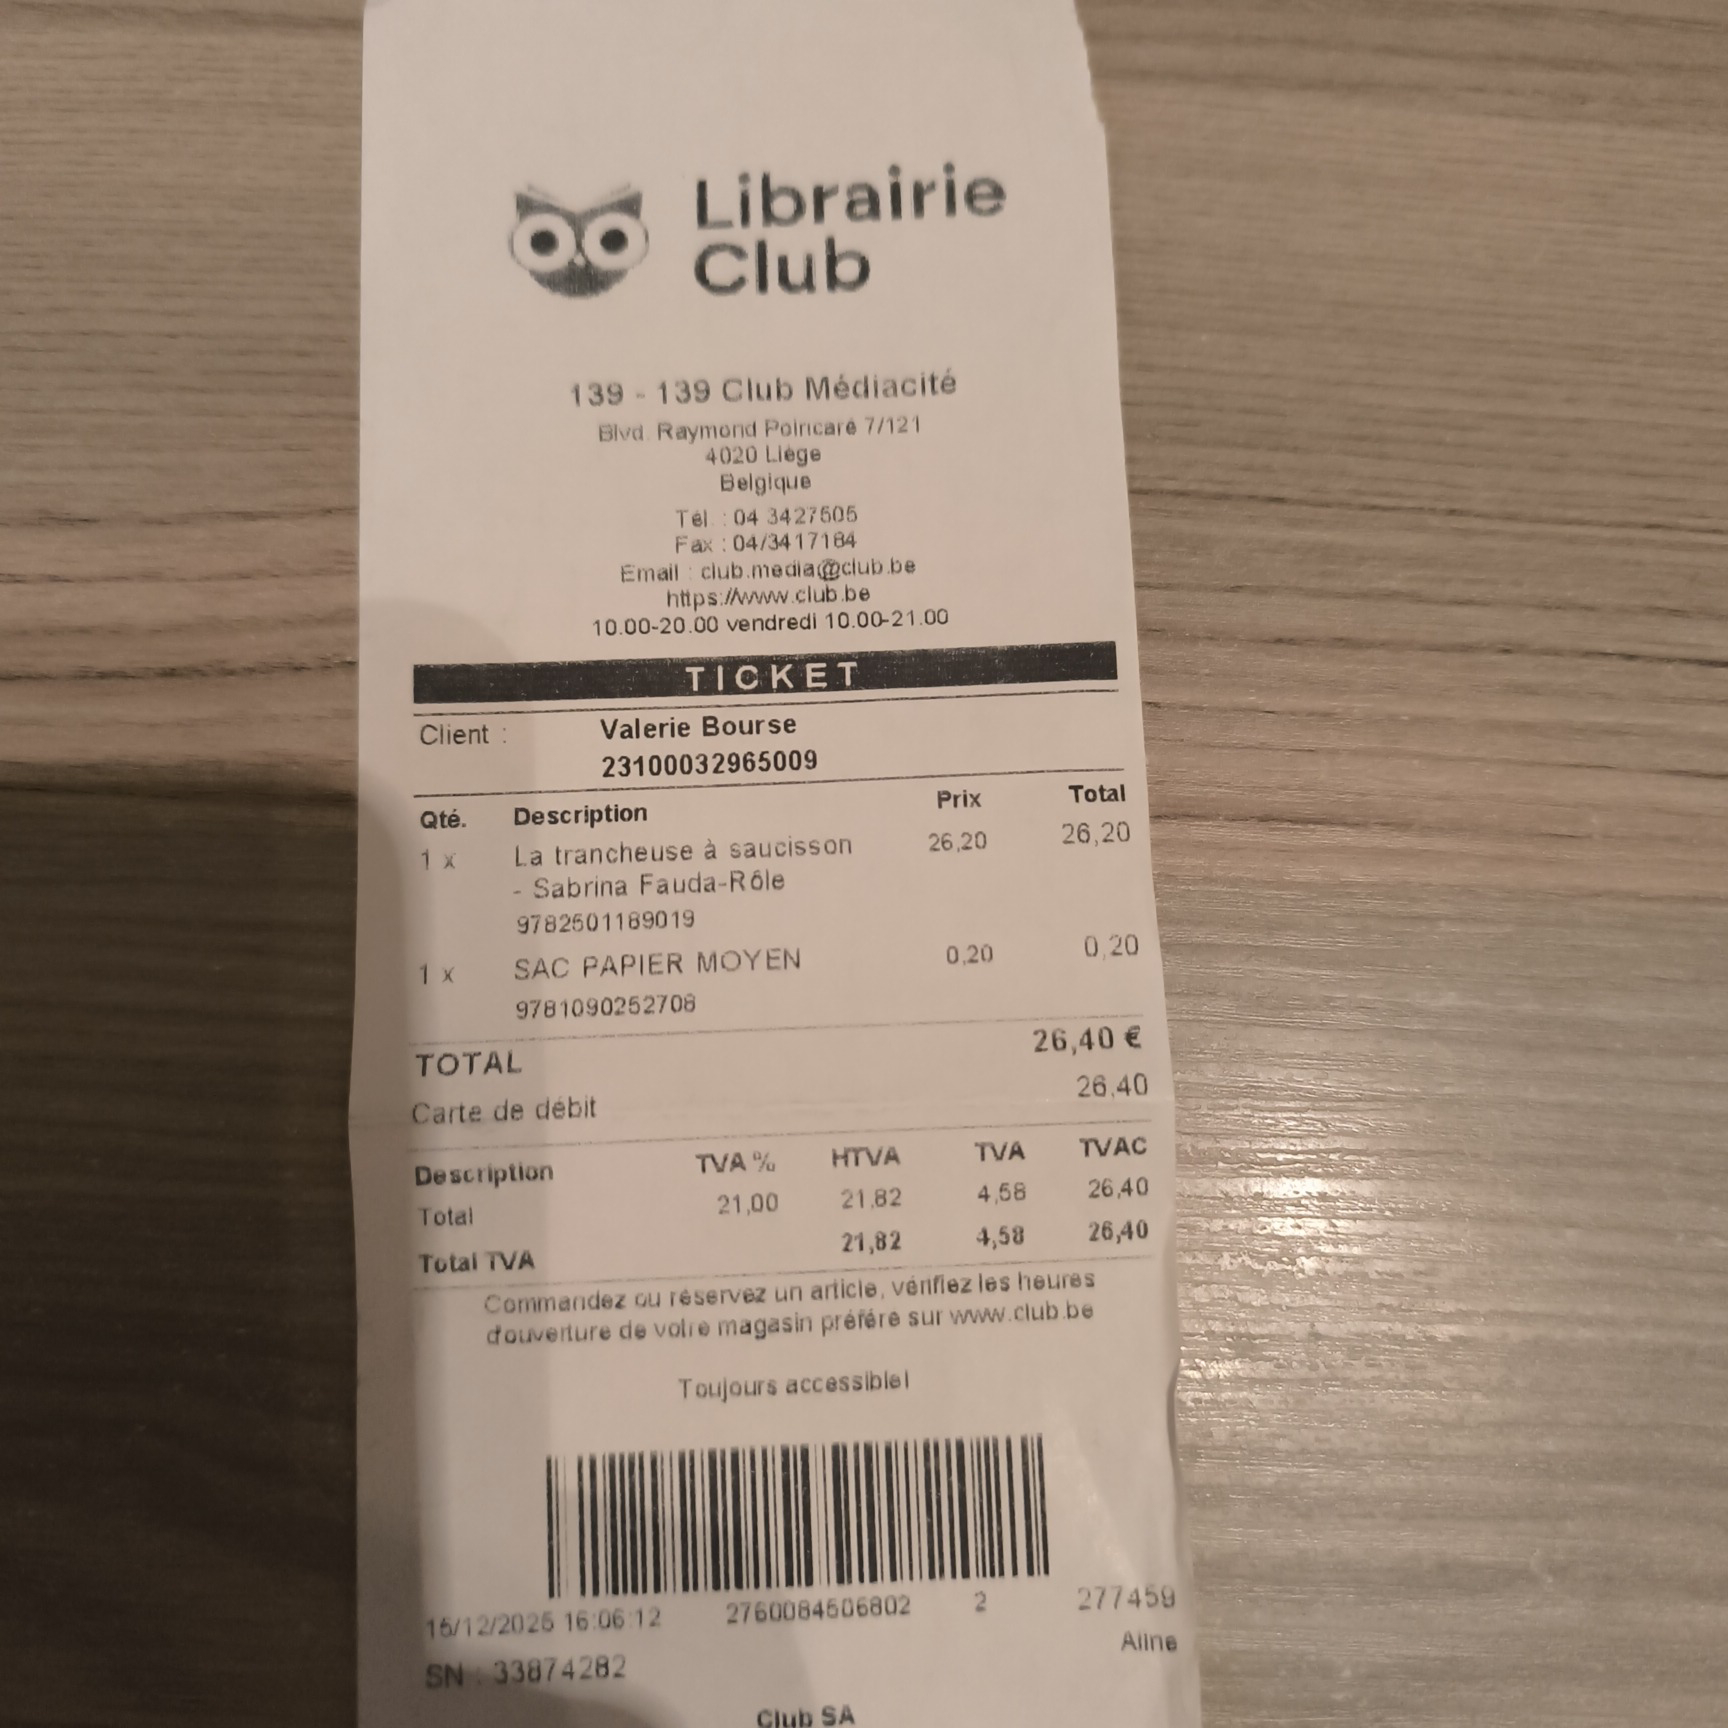 Librairie
Club
139 - 139 Club Médiacité
Blvd. Raymond Poincaré 7/121
4020 Liège
Belgique
Tél. : 04 3427505
Fax : 04/3417184
Email : club.media@club.be
https://www.club.be
10.00-20.00 vendredi 10.00-21.00
TICKET
Client : Valerie Bourse
23100032965009
Qté. Description Prix Total
1 x La trancheuse à saucisson 26,20 26,20
- Sabrina Fauda-Rôle
9782501189019
1 x SAC PAPIER MOYEN 0,20 0,20
9781090252708
TOTAL 26,40 €
Carte de débit 26,40
Description TVA % HTVA TVA TVAC
Total 21,00 21,82 4,58 26,40
Total TVA 21,82 4,58 26,40
Commandez ou réservez un article, vérifiez les heures
d'ouverture de votre magasin préféré sur www.club.be
Toujours accessible!
15/12/2025 16:06:12 2760084506802 2 277459
Aline
SN : 33874282
Club SA